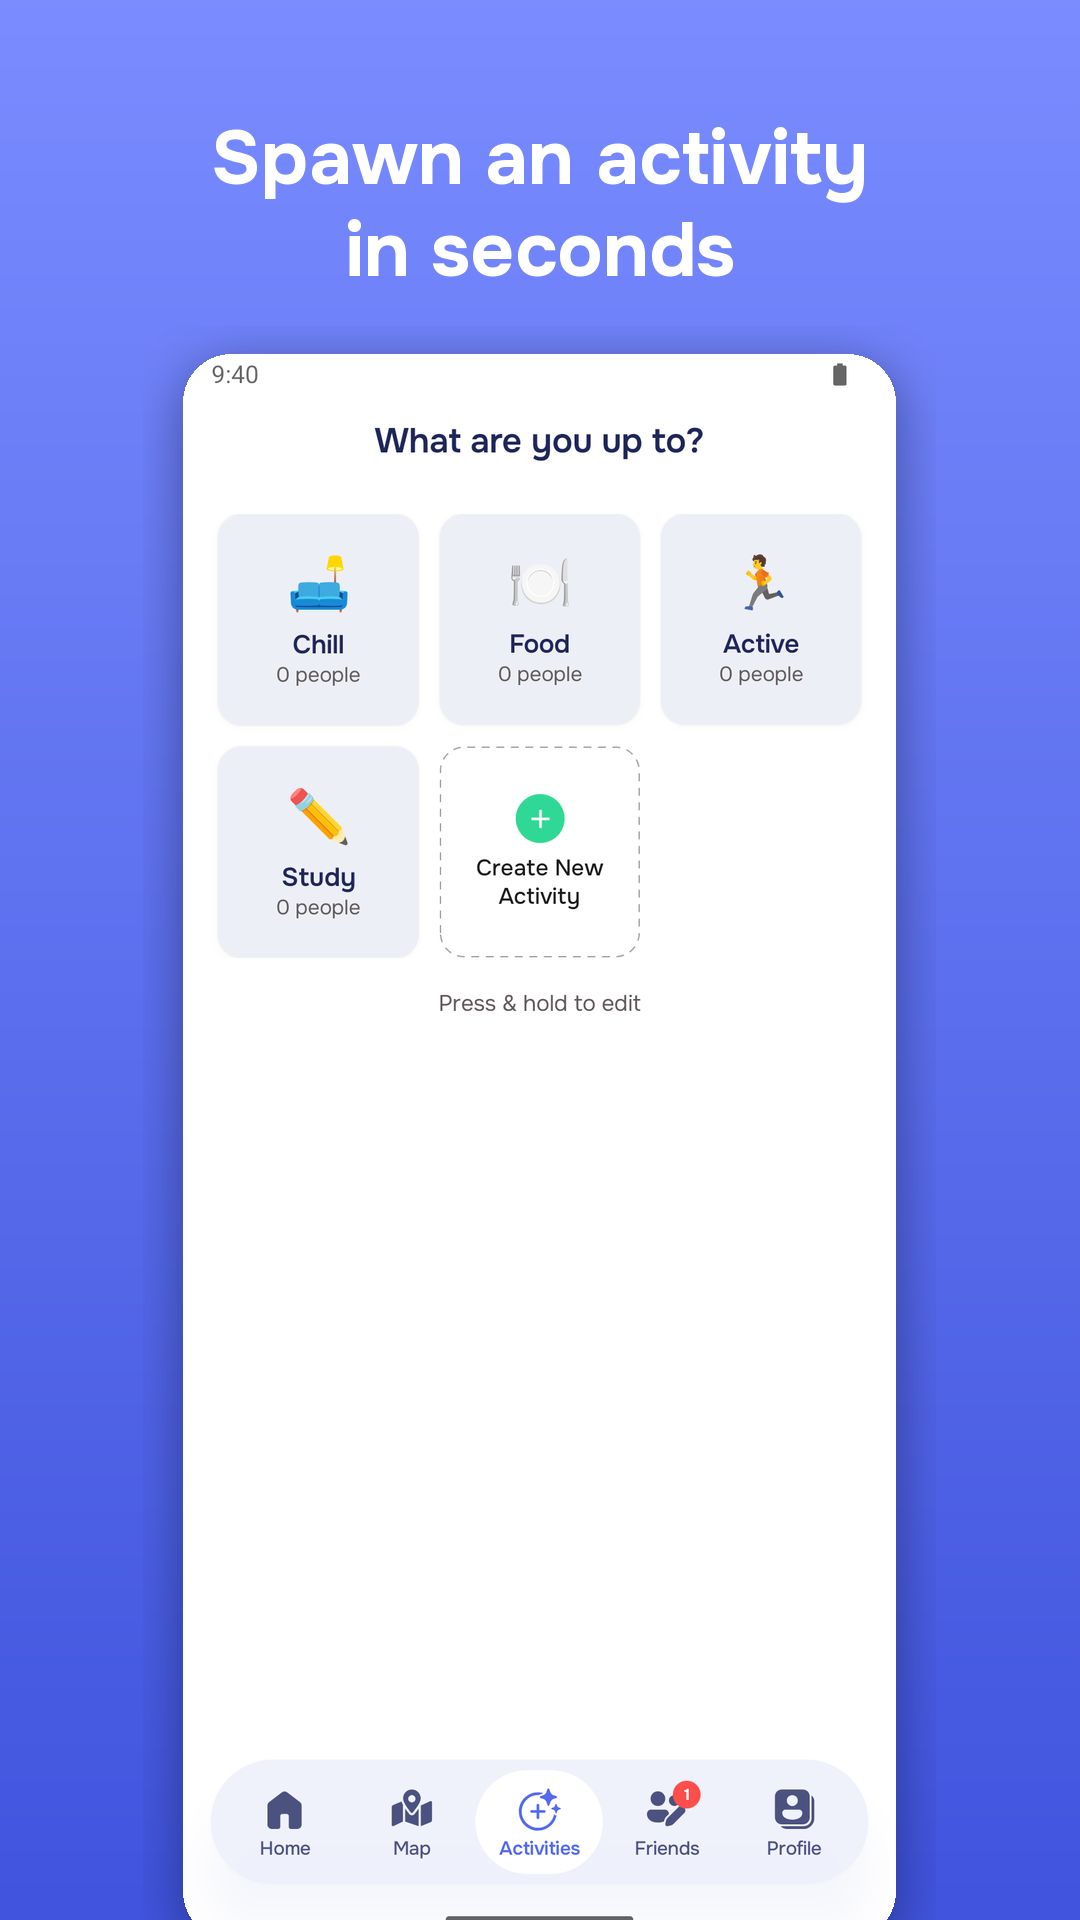 Spawn an activity
in seconds
9:40
What are you up to?
Chill
0 people
Food
0 people
Active
0 people
Study
0 people
Create New
Activity
Press & hold to edit
Home
Map
Activities
1
Friends
Profile